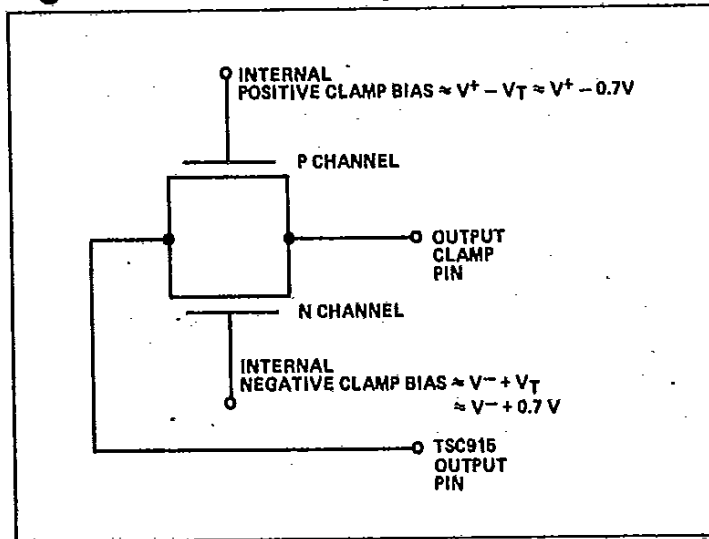 INTERNAL
POSITIVE CLAMP BIAS ≈ V⁺ – V_T ≈ V⁺ – 0.7V
P CHANNEL
OUTPUT
CLAMP
PIN
N CHANNEL
INTERNAL
NEGATIVE CLAMP BIAS ≈ V⁻ + V_T
≈ V⁻ + 0.7 V
TSC915
OUTPUT
PIN